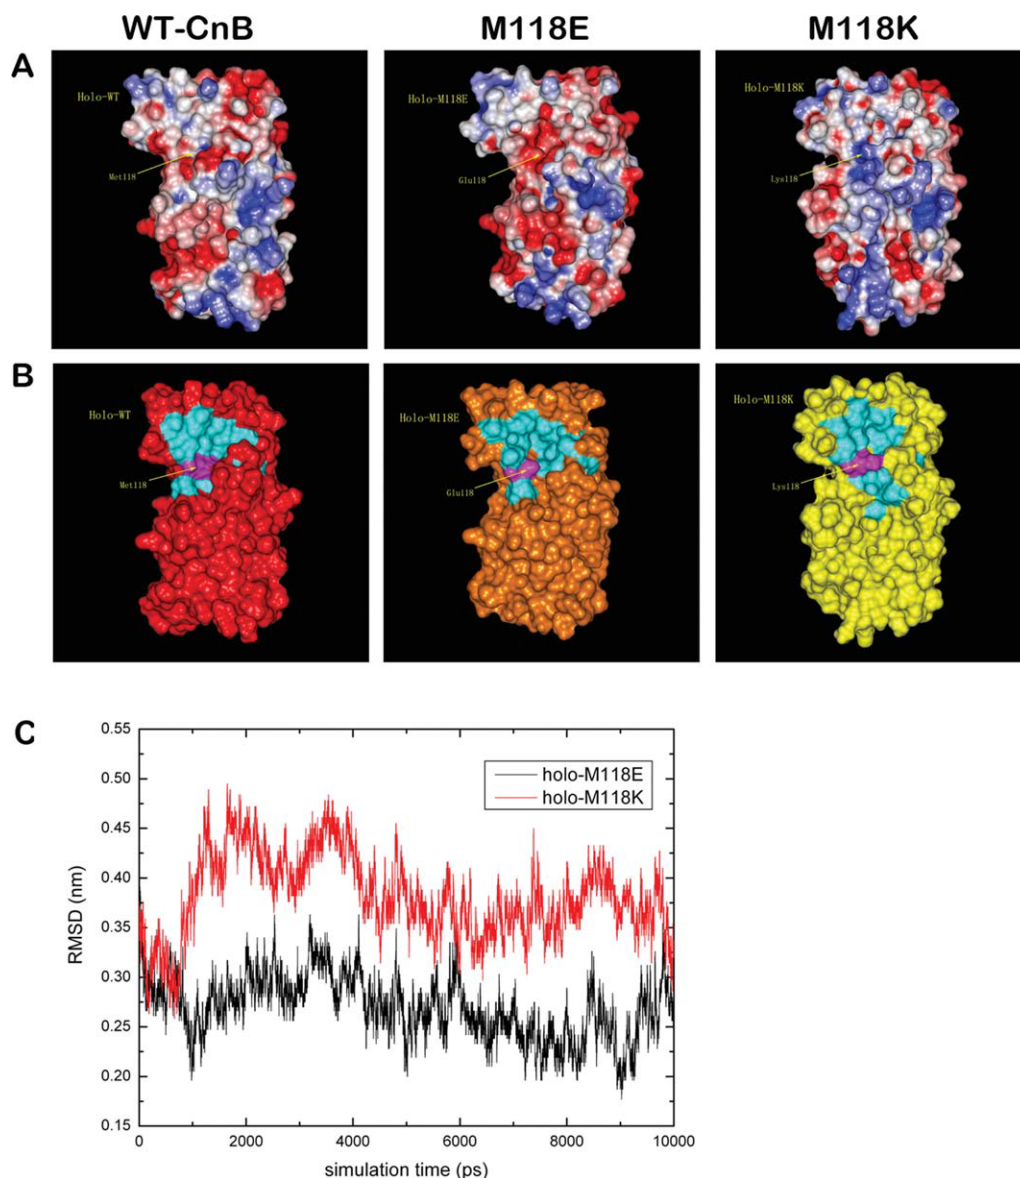 WT-CnB M118E M118K
A
Holo-WT Holo-M118E Holo-M118K
Met118 Glu118 Lys118
B
Holo-WT Holo-M118E Holo-M118K
Met118 Glu118 Lys118
C
0.55
0.50
0.45
0.40
0.35
0.30
0.25
0.20
0.15
RMSD (nm)
holo-M118E
holo-M118K
0 2000 4000 6000 8000 10000
simulation time (ps)